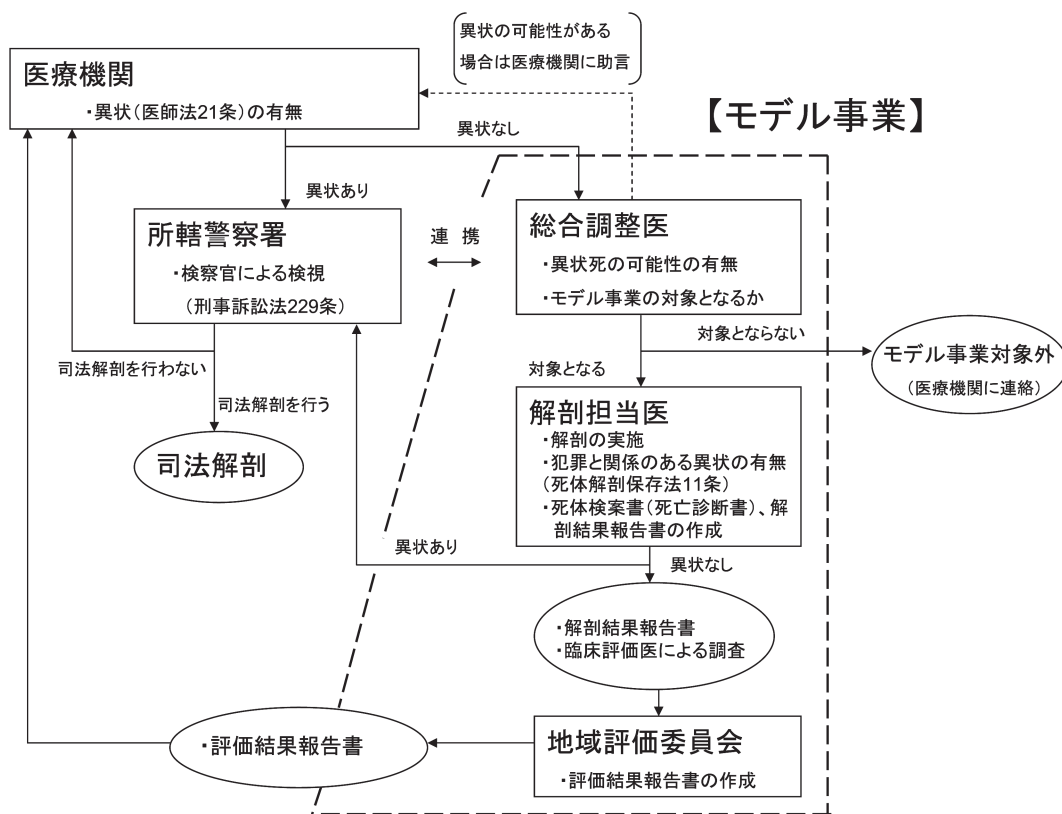 異状の可能性がある
場合は医療機関に助言
医療機関
・異状(医師法21条)の有無
異状なし
【モデル事業】
異状あり
所轄警察署
・検察官による検視
(刑事訴訟法229条)
連 携
総合調整医
・異状死の可能性の有無
・モデル事業の対象となるか
対象とならない
モデル事業対象外
(医療機関に連絡)
司法解剖を行わない
対象となる
司法解剖を行う
司法解剖
解剖担当医
・解剖の実施
・犯罪と関係のある異状の有無
(死体解剖保存法11条)
・死体検案書(死亡診断書)、解
剖結果報告書の作成
異状あり
異状なし
・解剖結果報告書
・臨床評価医による調査
・評価結果報告書
地域評価委員会
・評価結果報告書の作成